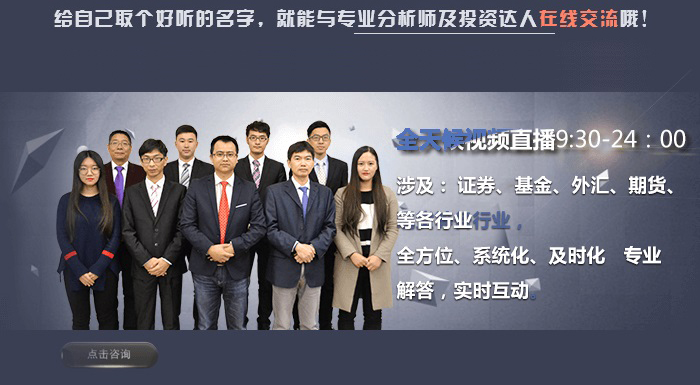 给自己取个好听的名字，就能与专业分析师及投资达人在线交流哦！
全天候视频直播9:30-24：00
涉及：证券、基金、外汇、期货、
等各行业行业，
全方位、系统化、及时化 专业
解答，实时互动。
点击咨询